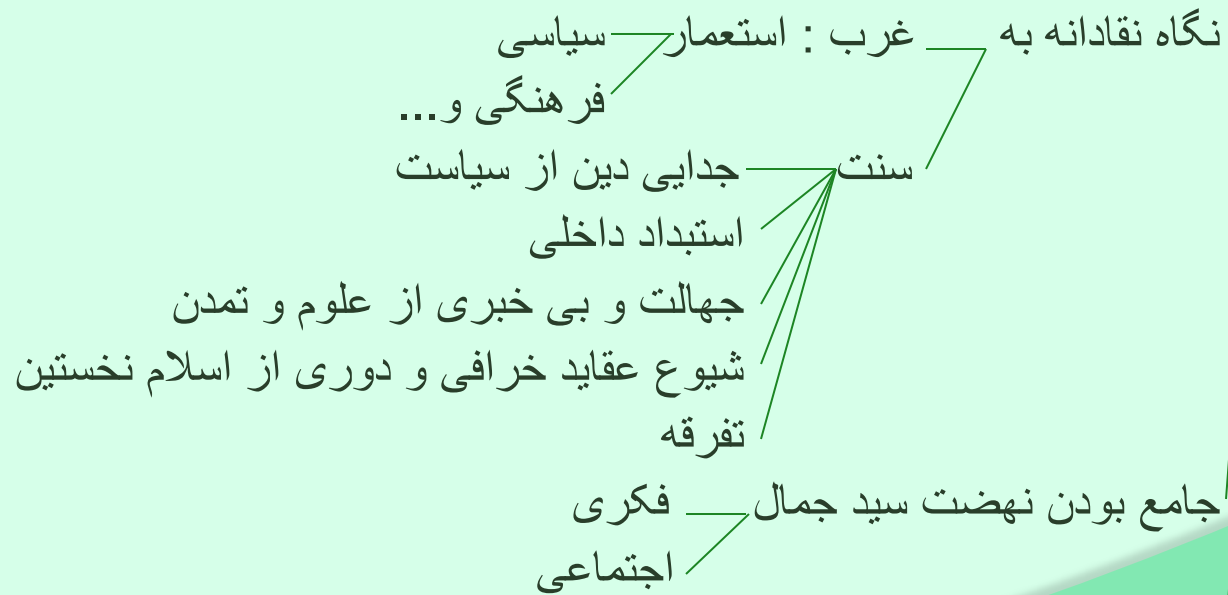 نگاه نقادانه به غرب : استعمار سیاسی
فرهنگی و...
سنت جدایی دین از سیاست
استبداد داخلی
جهالت و بی خبری از علوم و تمدن
شیوع عقاید خرافی و دوری از اسلام نخستین
تفرقه
جامع بودن نهضت سید جمال فکری
اجتماعی